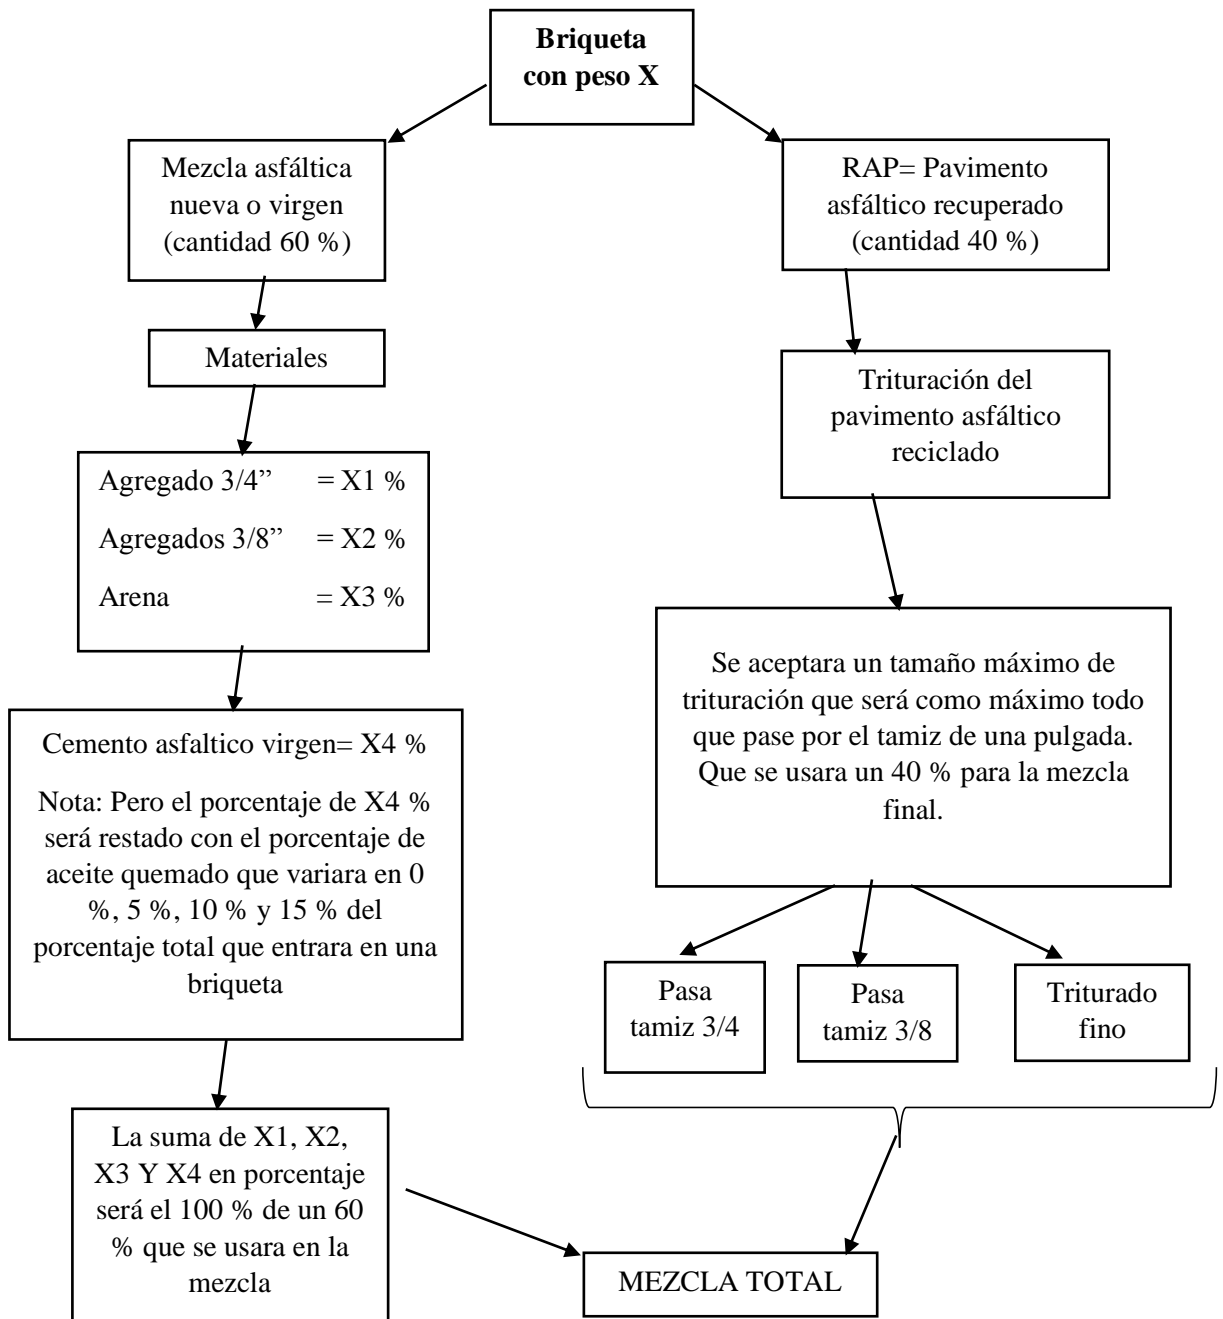 Briqueta
con peso X
Mezcla asfáltica
nueva o virgen
(cantidad 60 %)
RAP= Pavimento
asfáltico recuperado
(cantidad 40 %)
Materiales
Trituración del
pavimento asfáltico
reciclado
Agregado 3/4” = X1 %
Agregados 3/8” = X2 %
Arena = X3 %
Se aceptara un tamaño máximo de
trituración que será como máximo todo
que pase por el tamiz de una pulgada.
Que se usara un 40 % para la mezcla
final.
Cemento asfaltico virgen= X4 %
Nota: Pero el porcentaje de X4 %
será restado con el porcentaje de
aceite quemado que variara en 0
%, 5 %, 10 % y 15 % del
porcentaje total que entrara en una
briqueta
Pasa
tamiz 3/4
Pasa
tamiz 3/8
Triturado
fino
La suma de X1, X2,
X3 Y X4 en porcentaje
será el 100 % de un 60
% que se usara en la
mezcla
MEZCLA TOTAL